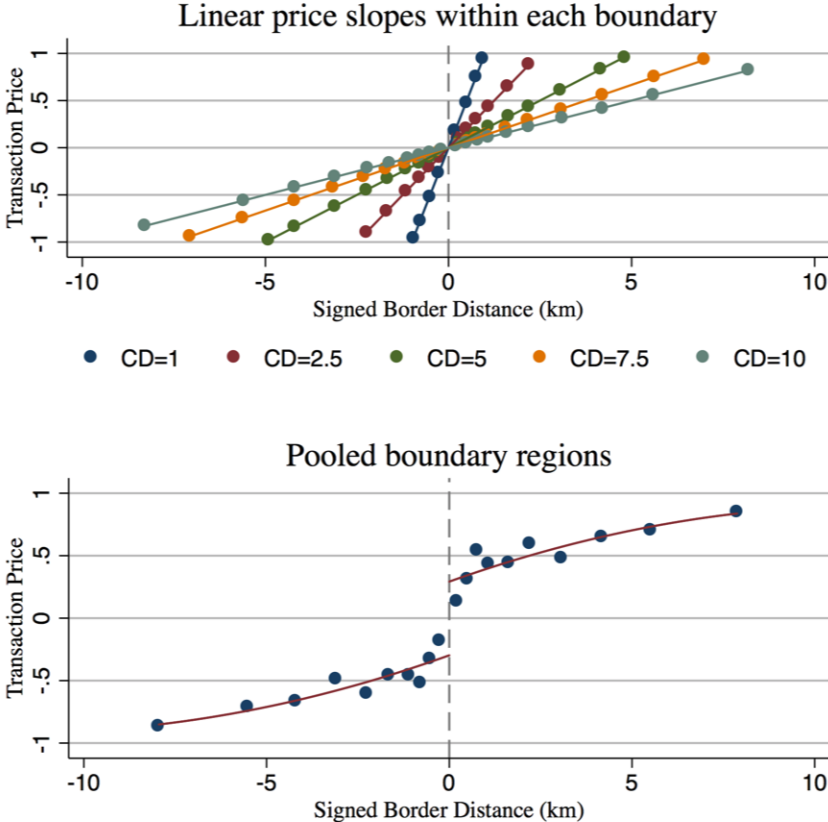 Linear price slopes within each boundary
Transaction Price
1
.5
0
-.5
-1
-10 -5 0 5 10
Signed Border Distance (km)
CD=1 CD=2.5 CD=5 CD=7.5 CD=10
Pooled boundary regions
Transaction Price
1
.5
0
-.5
-1
-10 -5 0 5 10
Signed Border Distance (km)